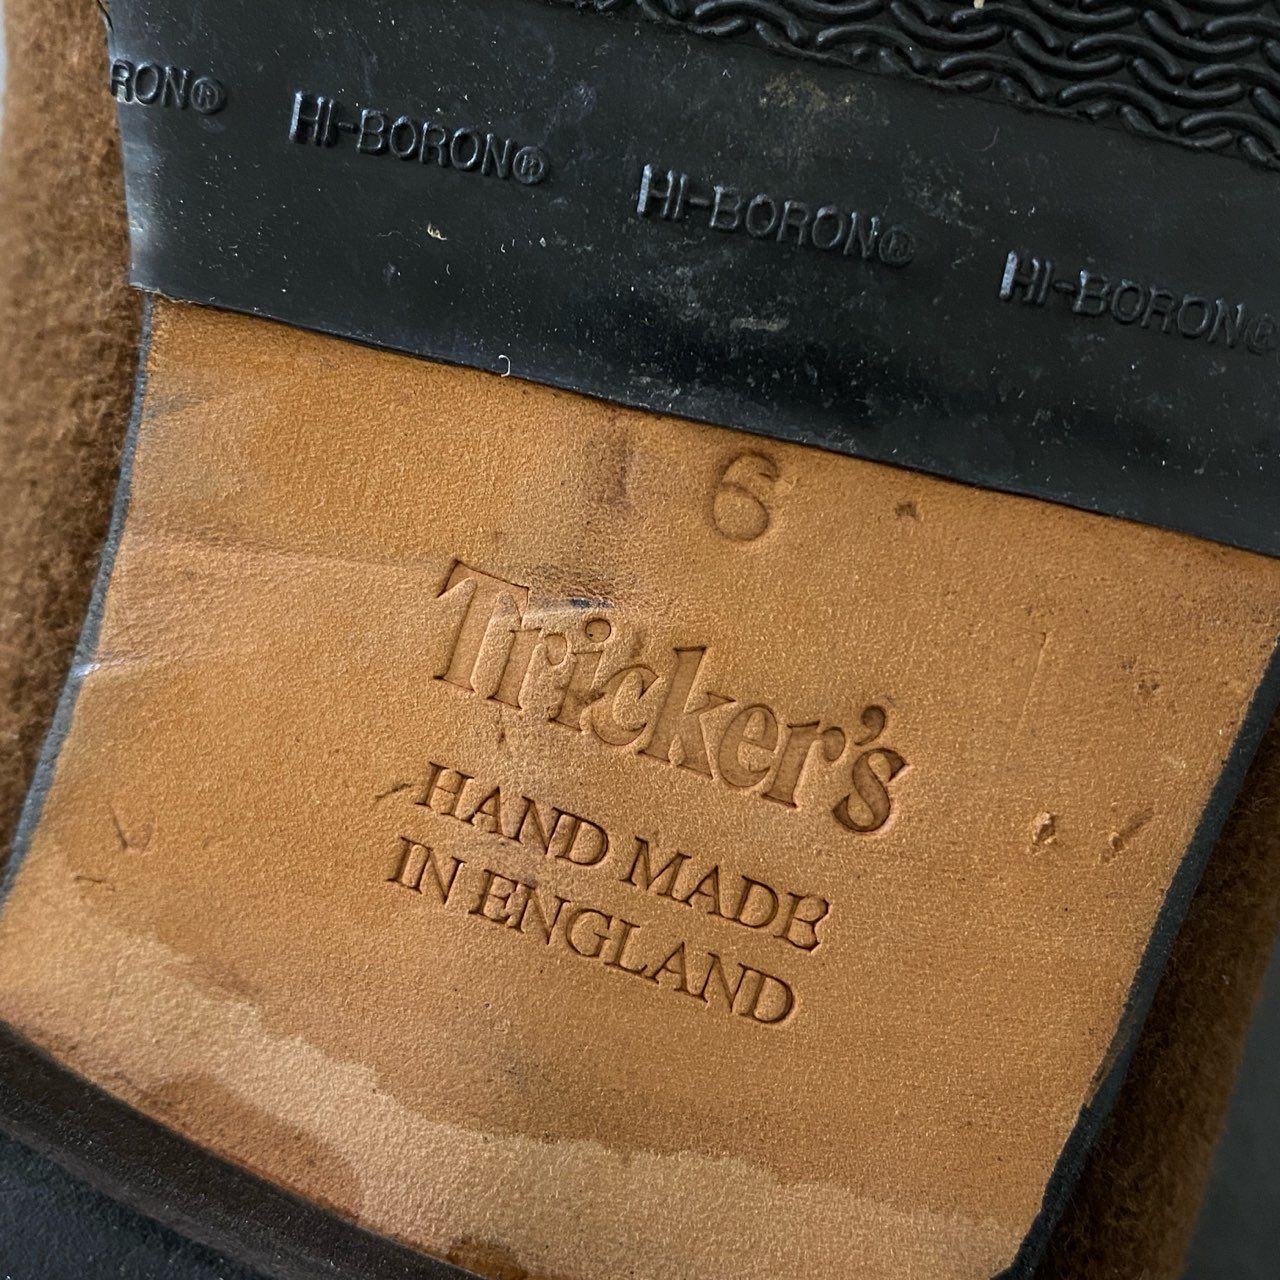 RON® HI-BORON® HI-BORON® HI-BORON®
6
Tricker's
HAND MADE
IN ENGLAND